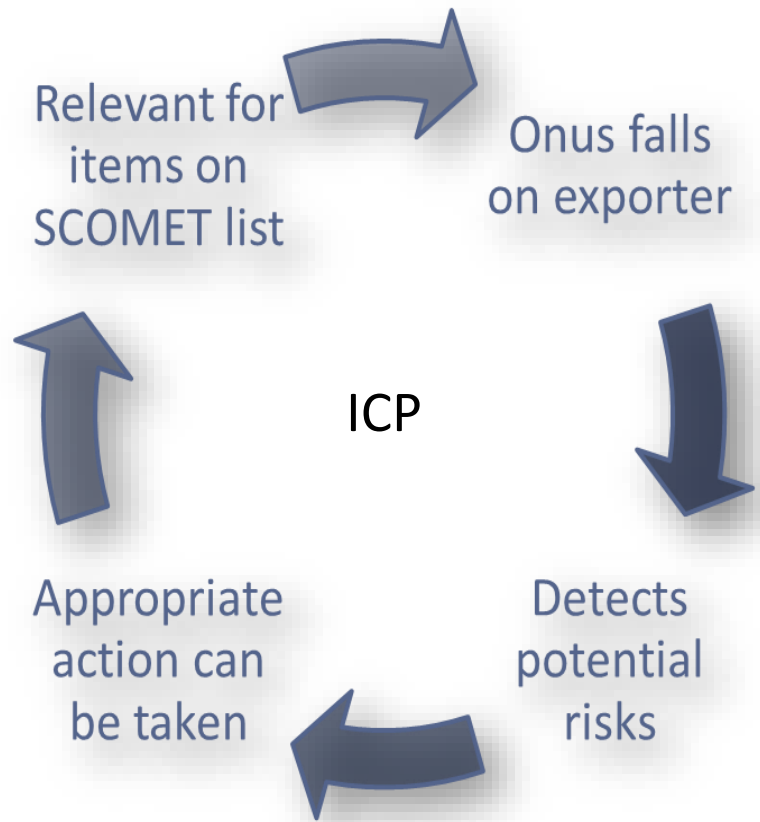 Relevant for
items on
SCOMET list
Onus falls
on exporter
ICP
Detects
potential
risks
Appropriate
action can
be taken